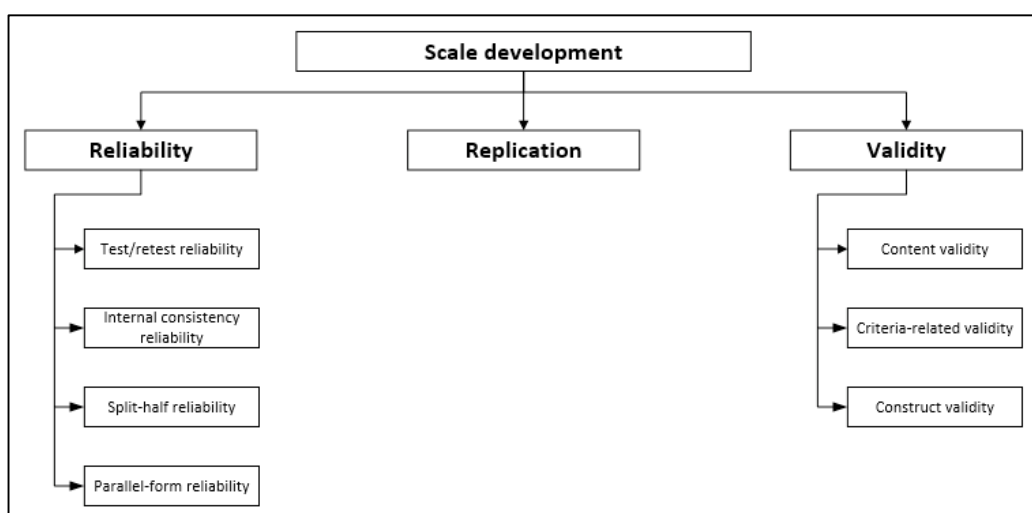 Scale development
Reliability
Replication
Validity
Test/retest reliability
Internal consistency
reliability
Split-half reliability
Parallel-form reliability
Content validity
Criteria-related validity
Construct validity